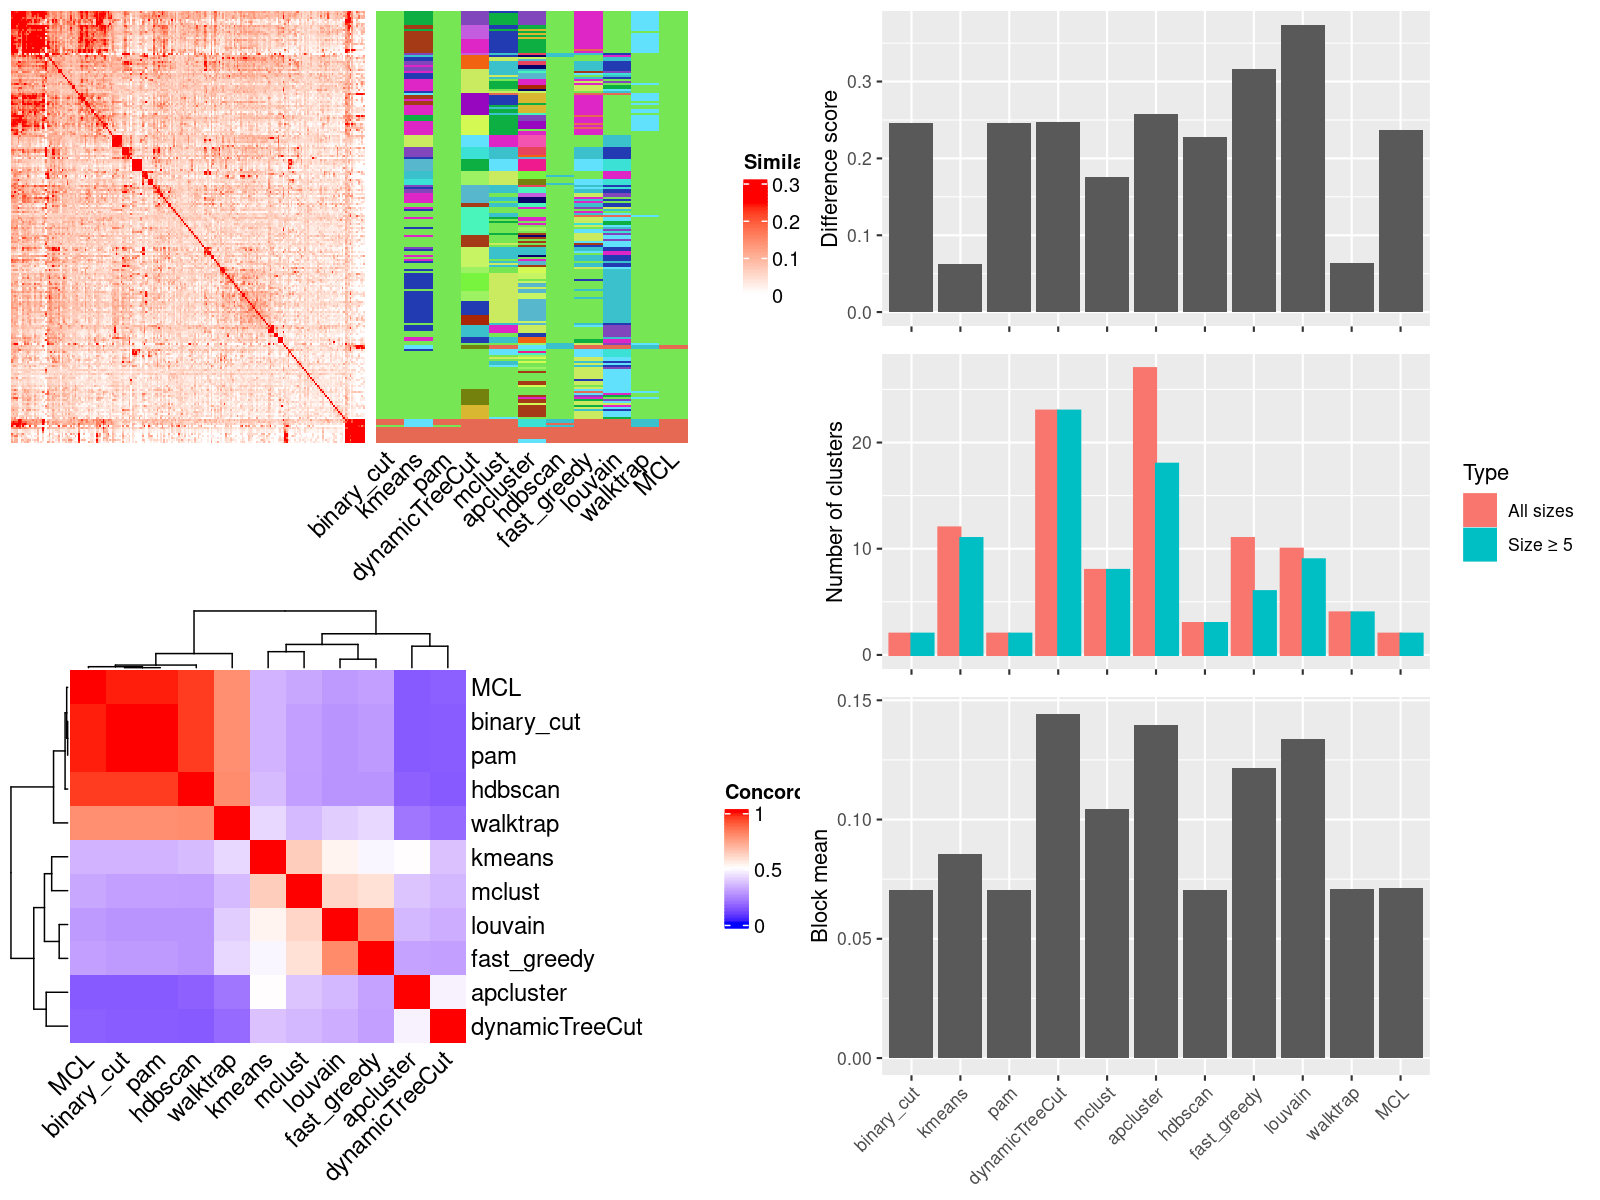 Simila
0.3
0.2
0.1
0
binary_cut
kmeans
pam
dynamicTreeCut
mclust
apcluster
hdbscan
fast_greedy
louvain
walktrap
MCL
MCL
binary_cut
pam
hdbscan
walktrap
kmeans
mclust
louvain
fast_greedy
apcluster
dynamicTreeCut
MCL
binary_cut
pam
hdbscan
walktrap
kmeans
mclust
louvain
fast_greedy
apcluster
dynamicTreeCut
Concord
1
0.5
0
Difference score
0.3
0.2
0.1
0.0
Number of clusters
20
10
0
Type
All sizes
Size ≥ 5
Block mean
0.15
0.10
0.05
0.00
binary_cut
kmeans
pam
dynamicTreeCut
mclust
apcluster
hdbscan
fast_greedy
louvain
walktrap
MCL